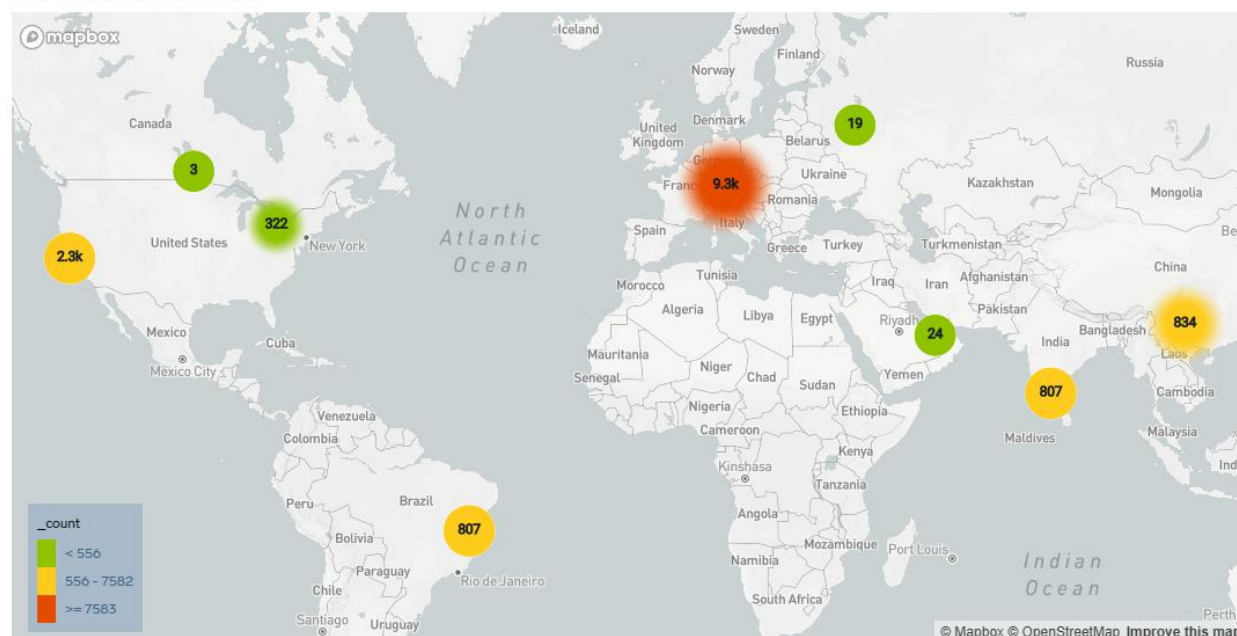 mapbox
Iceland
Sweden
Finland
Norway
Russia
Canada
United
Kingdom
Denmark
19
Belarus
3
9.3k
Ukraine
Kazakhstan
Mongolia
Romania
322
New York
United States
North
Atlantic
Ocean
Spain
Italy
Greece
Turkey
Turkmenistan
2.3k
China
Tunisia
Morocco
Iraq
Iran
Afghanistan
Pakistan
Algeria
Libya
Egypt
Riyadh
24
834
Bangladesh
India
Laos
Mexico
Mexico City
Cuba
Mauritania
Senegal
Niger
Chad
Sudan
Yemen
807
Cambodia
Nigeria
Ethiopia
Cameroon
Maldives
Malaysia
Venezuela
Colombia
Kenya
Kinshasa
Tanzania
Peru
Brazil
807
Angola
Bolivia
Mozambique
Port Louis
Indian
Ocean
Namibia
Paraguay
Rio de Janeiro
Chile
South Africa
Santiago
Uruguay
Perth
_count
< 556
556 - 7582
>= 7583
© Mapbox © OpenStreetMap Improve this map